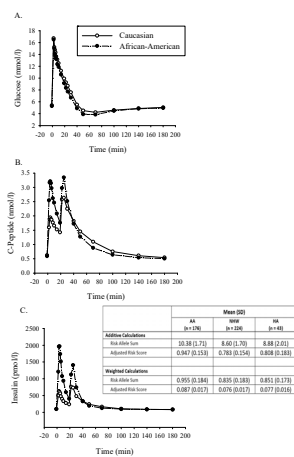 A.
18
16
14
12
10
8
6
4
2
Glucose (mmol/l)
Caucasian
African-American
-20 0 20 40 60 80 100 120 140 160 180 200
Time (min)
B.
3.5
3.0
2.5
2.0
1.5
1.0
0.5
0.0
C-Peptide (nmol/l)
-20 0 20 40 60 80 100 120 140 160 180 200
Time (min)
C.
2500
2000
1500
1000
500
0
Insulin (pmol/l)
-20 0 20 40 60 80 100 120 140 160 180 200
Time (min)
Mean (SD)
AA NHW NA
(n = 176) (n = 224) (n = 43)
Additive Calculations
Risk Allele Sum 10.38 (1.71) 8.60 (1.70) 8.88 (2.01)
Adjusted Risk Score 0.947 (0.153) 0.783 (0.154) 0.808 (0.183)
Weighted Calculations
Risk Allele Sum 0.955 (0.184) 0.835 (0.183) 0.851 (0.173)
Adjusted Risk Score 0.087 (0.017) 0.076 (0.017) 0.077 (0.016)